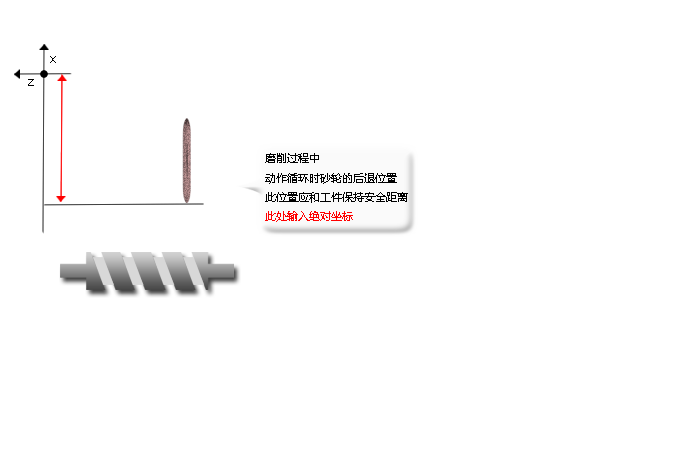 X
Z
磨削过程中
动作循环时砂轮的后退位置
此位置应和工件保持安全距离
此处输入绝对坐标